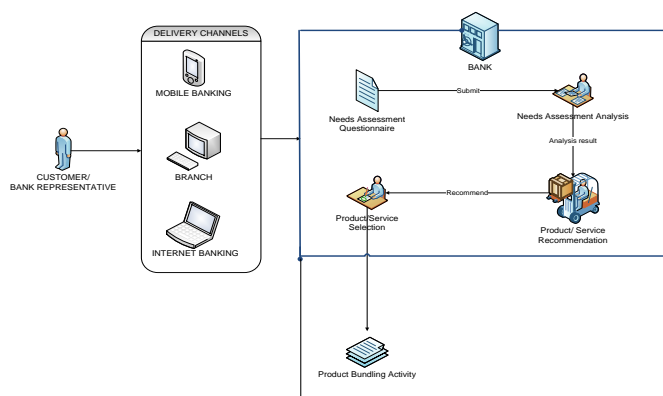 DELIVERY CHANNELS
MOBILE BANKING
BRANCH
INTERNET BANKING
CUSTOMER/
BANK REPRESENTATIVE
BANK
Needs Assessment
Questionnaire
Submit
Needs Assessment Analysis
Analysis result
Product/ Service
Recommendation
Recommend
Product/Service
Selection
Product Bundling Activity